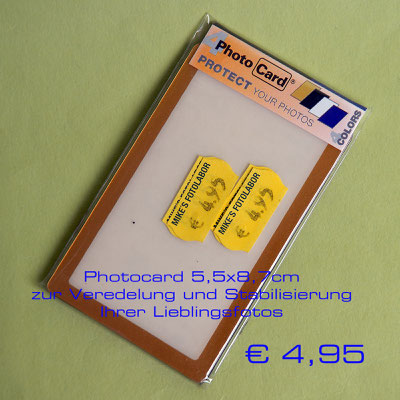 4
Photo Card®
PROTECT YOUR PHOTOS
4 COLORS
MIKE'S FOTOLABOR
€ 4,95
MIKE'S FOTOLABOR
€ 4,95
Photocard 5,5x8,7cm
zur Veredelung und Stabilisierung
Ihrer Lieblingsfotos
€ 4,95